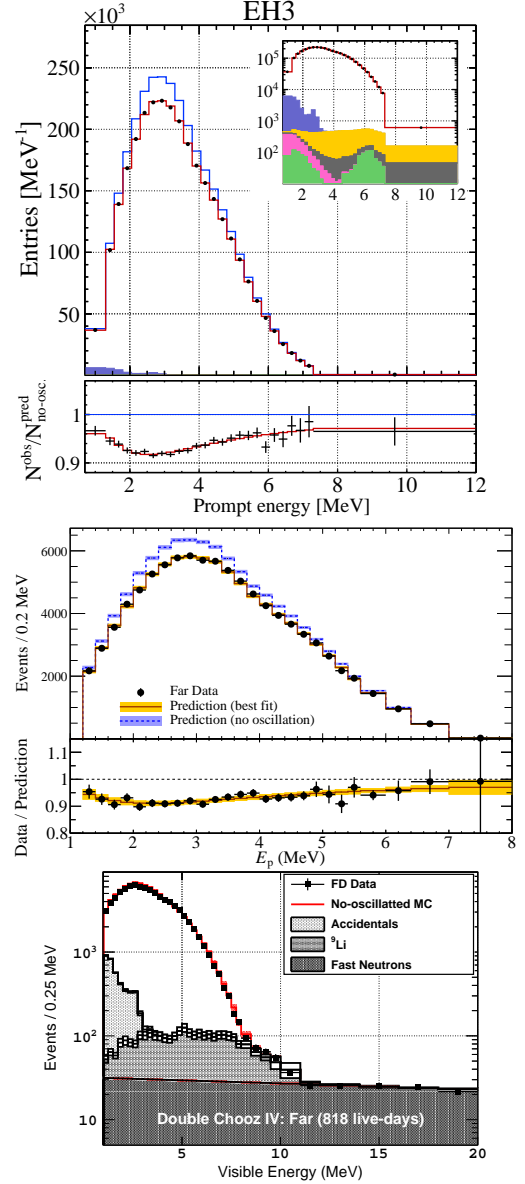 EH3
×10³
250
200
150
100
50
Entries [MeV⁻¹]
10⁵
10⁴
10³
10²
2 4 6 8 10 12
1
0.9
N^obs/N^pred_no-osc.
2 4 6 8 10 12
Prompt energy [MeV]
6000
4000
2000
Events / 0.2 MeV
Far Data
Prediction (best fit)
Prediction (no oscillation)
1.1
1
0.9
0.8
Data / Prediction
1 2 3 4 5 6 7 8
E_p (MeV)
FD Data
No-oscillatted MC
Accidentals
⁹Li
Fast Neutrons
10³
10²
10
Events / 0.25 MeV
Double Chooz IV: Far (818 live-days)
5 10 15 20
Visible Energy (MeV)